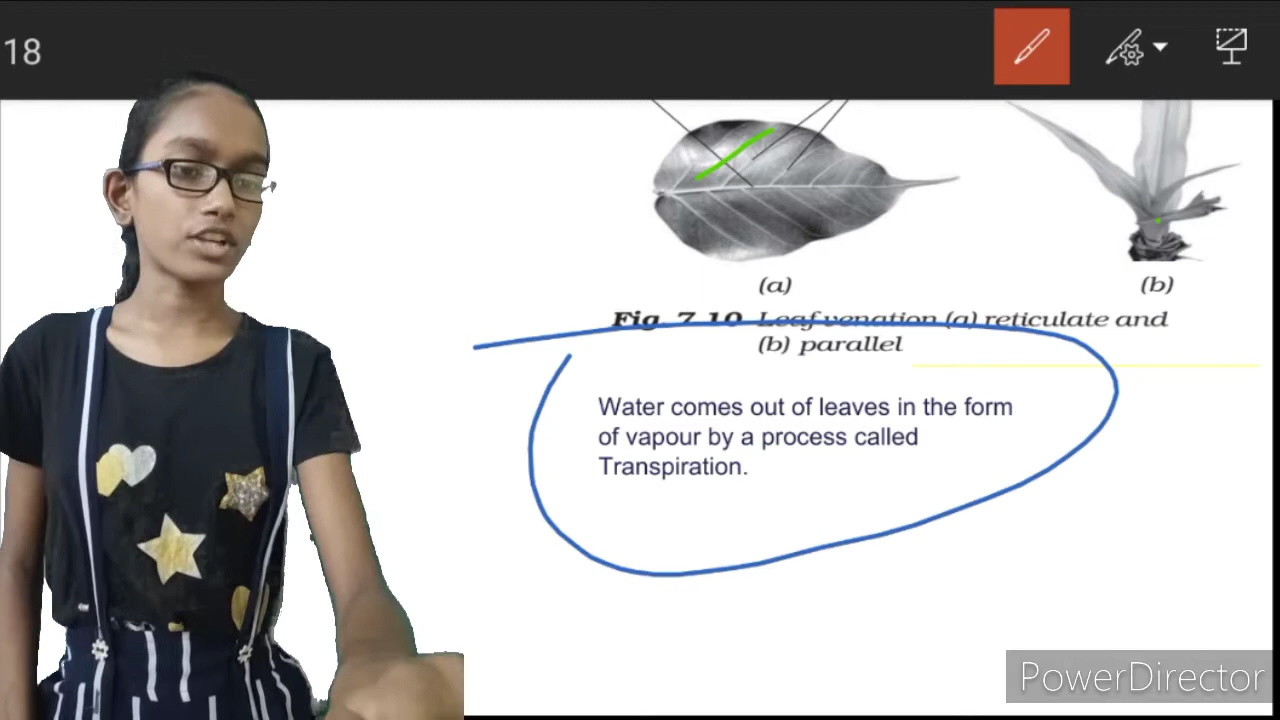 18
(a)
(b)
Fig. 7.10 Leaf venation (a) reticulate and
(b) parallel
Water comes out of leaves in the form
of vapour by a process called
Transpiration.
PowerDirector